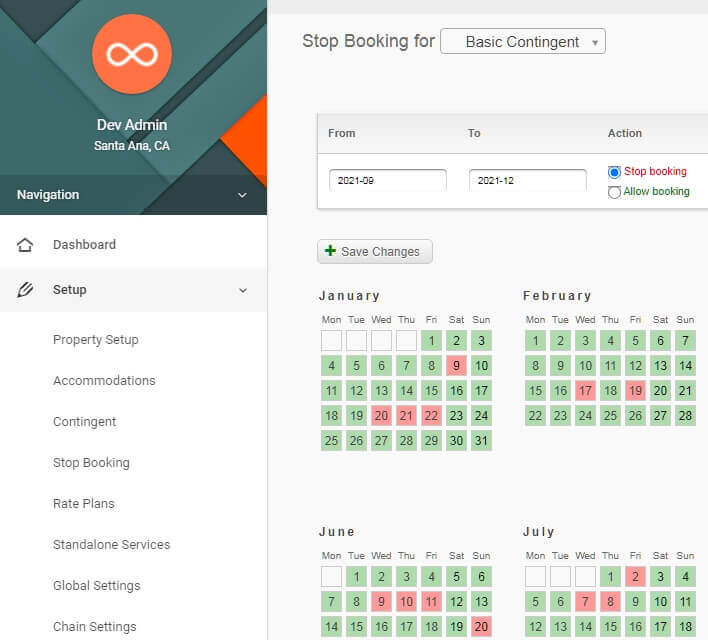 Dev Admin
Santa Ana, CA
Navigation
Dashboard
Setup
Property Setup
Accommodations
Contingent
Stop Booking
Rate Plans
Standalone Services
Global Settings
Chain Settings
Stop Booking for Basic Contingent
From To Action
2021-09 2021-12 Stop booking
Allow booking
Save Changes
January
Mon Tue Wed Thu Fri Sat Sun
1 2 3
4 5 6 7 8 9 10
11 12 13 14 15 16 17
18 19 20 21 22 23 24
25 26 27 28 29 30 31
February
Mon Tue Wed Thu Fri Sat Sun
1 2 3 4 5 6 7
8 9 10 11 12 13 14
15 16 17 18 19 20 21
22 23 24 25 26 27 28
June
Mon Tue Wed Thu Fri Sat Sun
1 2 3 4 5 6
7 8 9 10 11 12 13
14 15 16 17 18 19 20
July
Mon Tue Wed Thu Fri Sat Sun
1 2 3 4
5 6 7 8 9 10 11
12 13 14 15 16 17 18